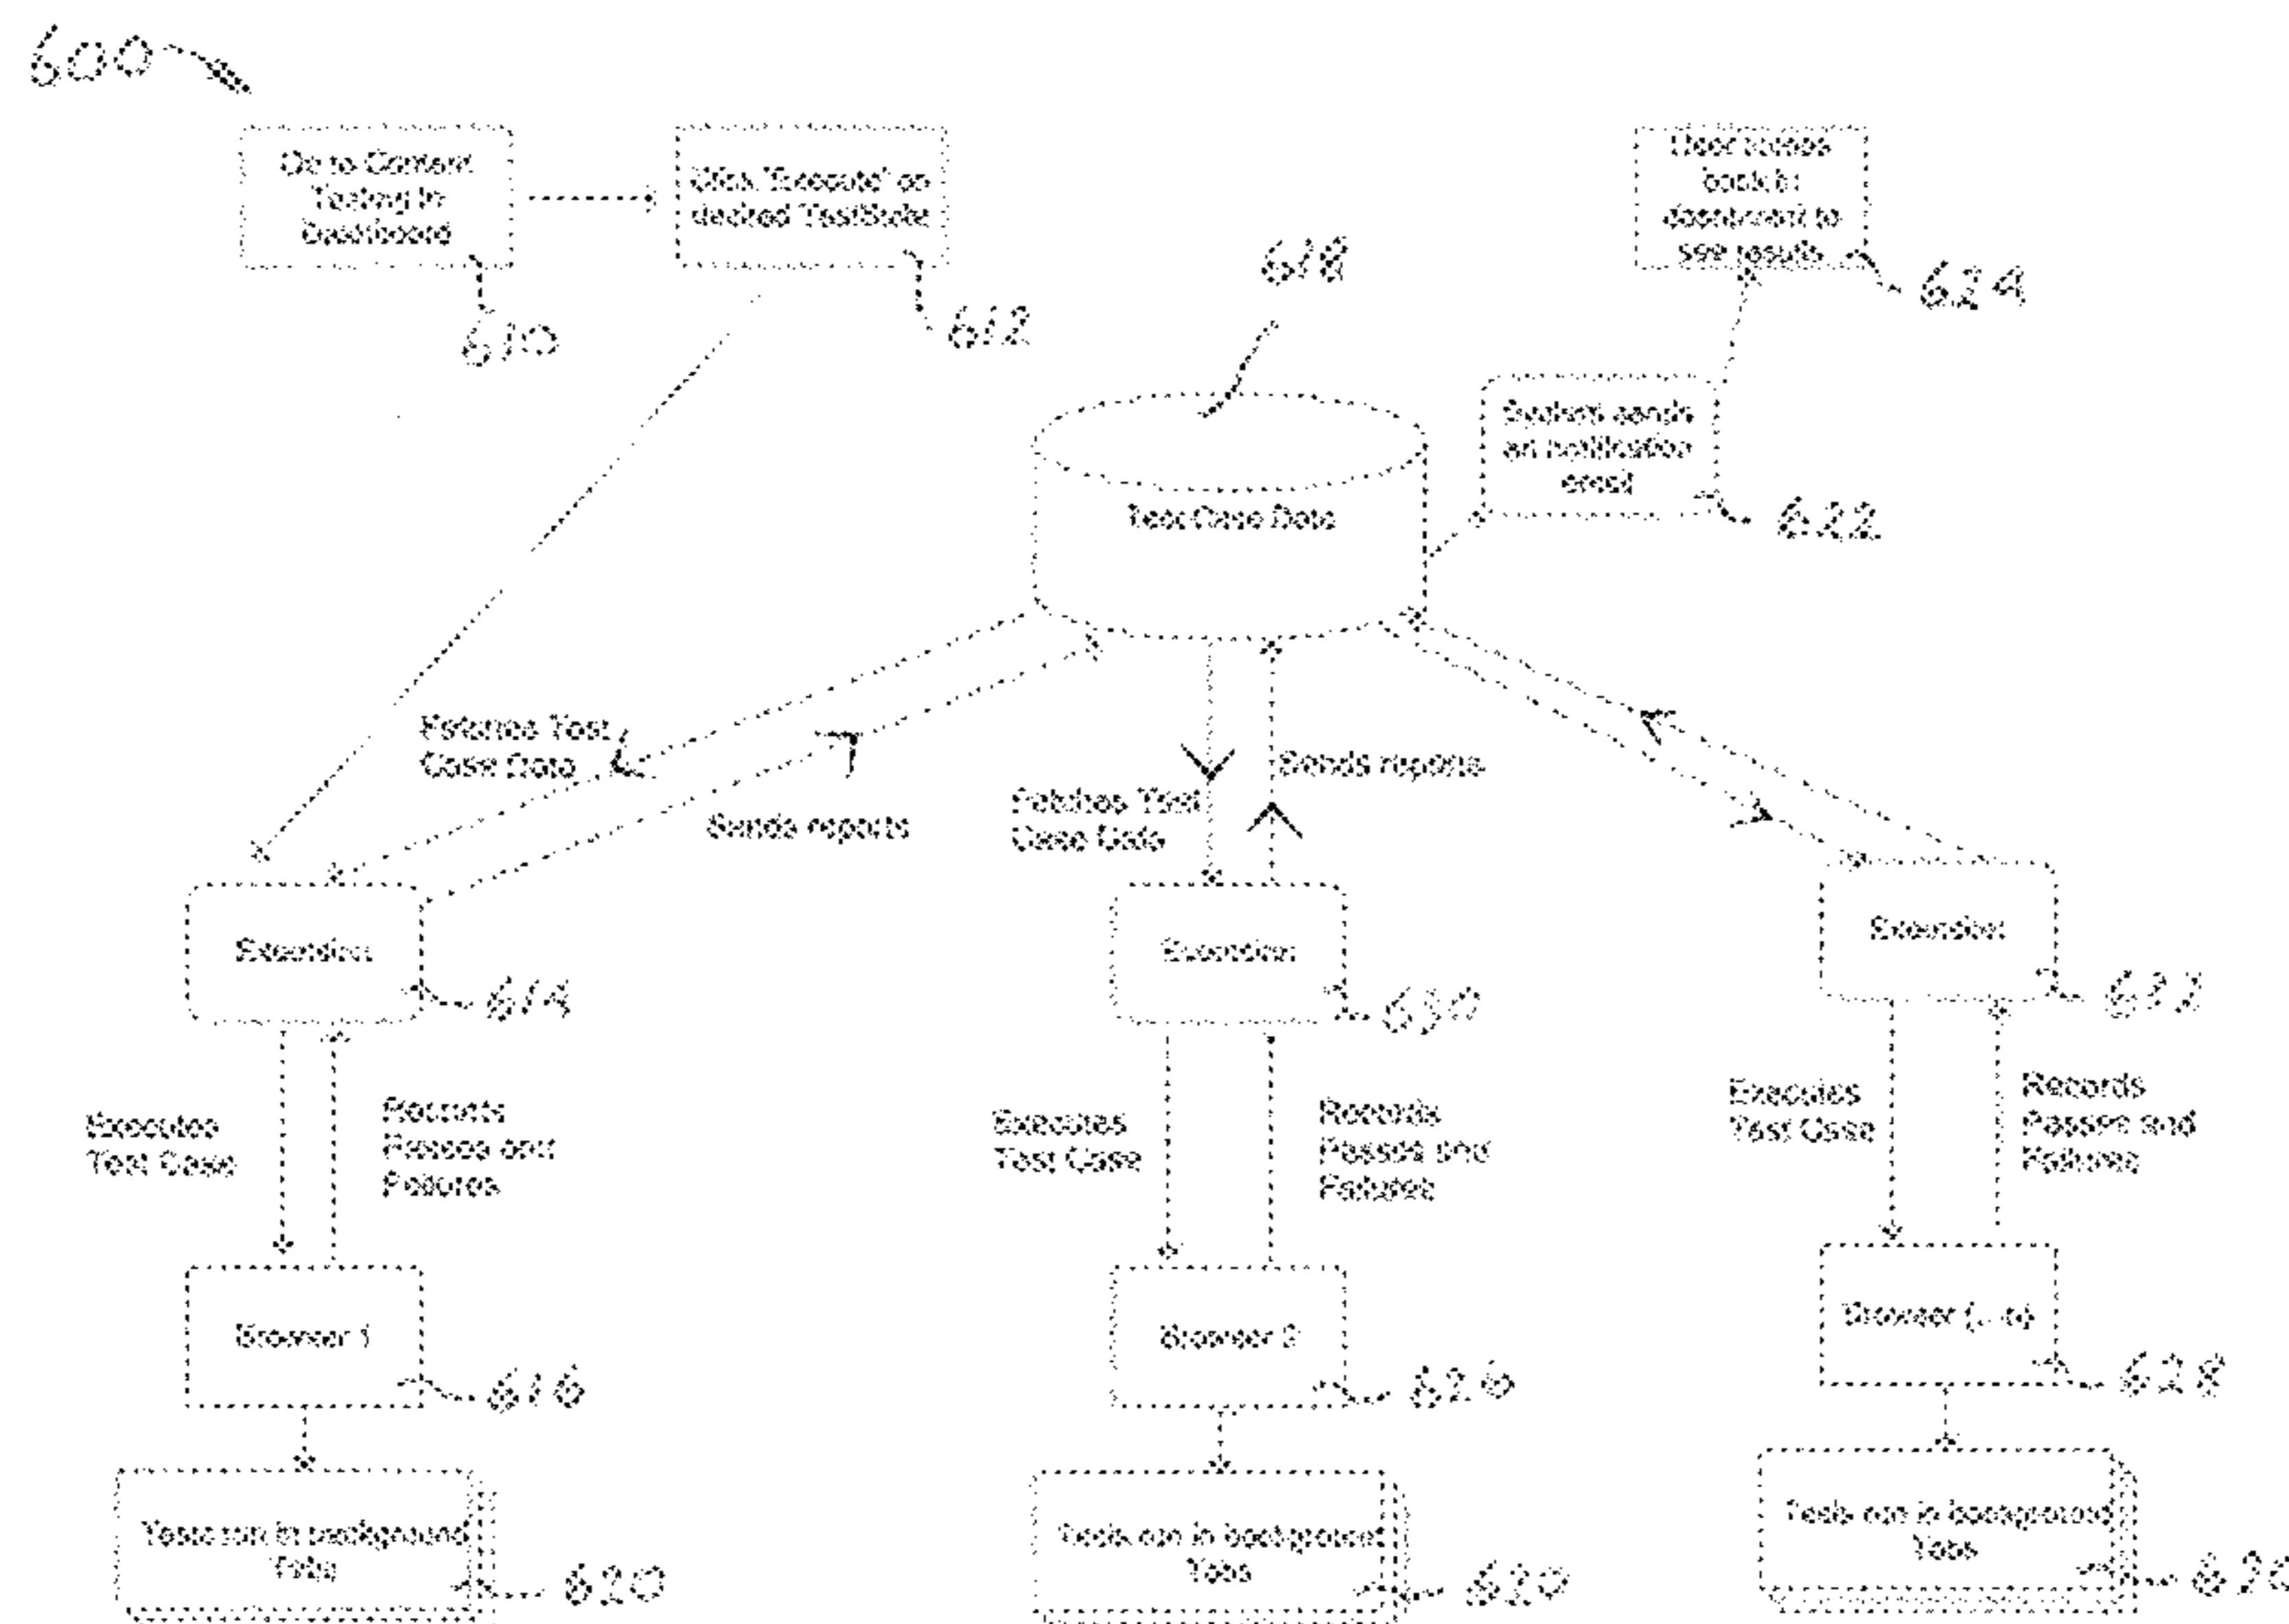 600
Go to Content
Testing in
Dashboard
610
Click 'Execute' on
desired TestSuite
612
User comes
back to
dashboard to
see results
624
618
System sends
an notification
email
622
Test Case Data
Fetches Test
Case Data
Sends reports
Fetches Test
Case Data
Sends reports
Extension
614
Extension
630
Extension
Executes
Test Case
Records
Passes and
Failures
Executes
Test Case
Records
Passes and
Failures
Executes
Test Case
Records
Passes and
Failures
Browser 1
616
Browser 2
626
Browser (...n)
628
Tests run in background
Tabs
620
Tests run in background
Tabs
620
Tests run in background
Tabs
620